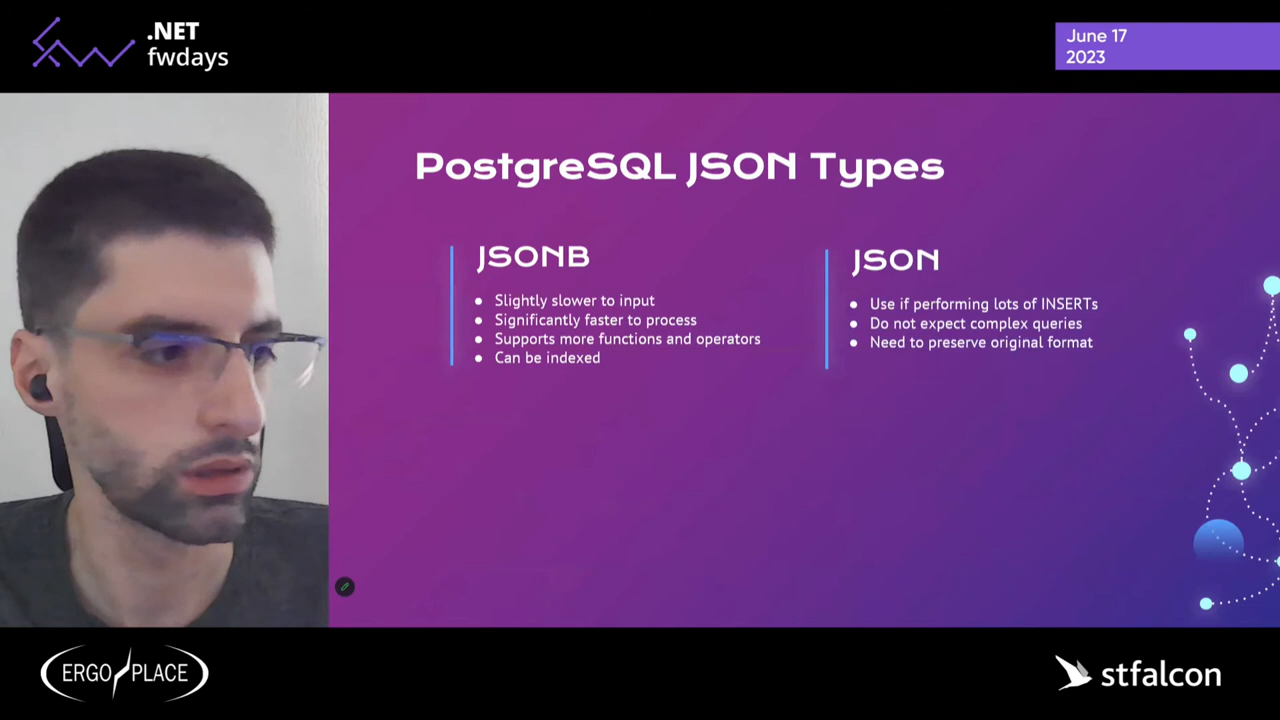 .NET
fwdays
June 17
2023
PostgreSQL JSON Types
JSONB
● Slightly slower to input
● Significantly faster to process
● Supports more functions and operators
● Can be indexed
JSON
● Use if performing lots of INSERTs
● Do not expect complex queries
● Need to preserve original format
ERGO PLACE
stfalcon